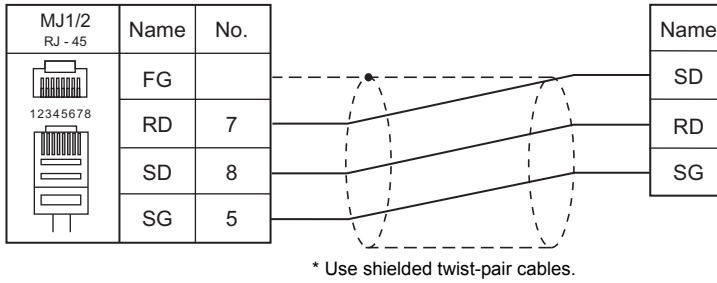 MJ1/2 Name No. Name
RJ - 45
FG SD
12345678
RD 7 RD
SD 8 SG
SG 5
* Use shielded twist-pair cables.